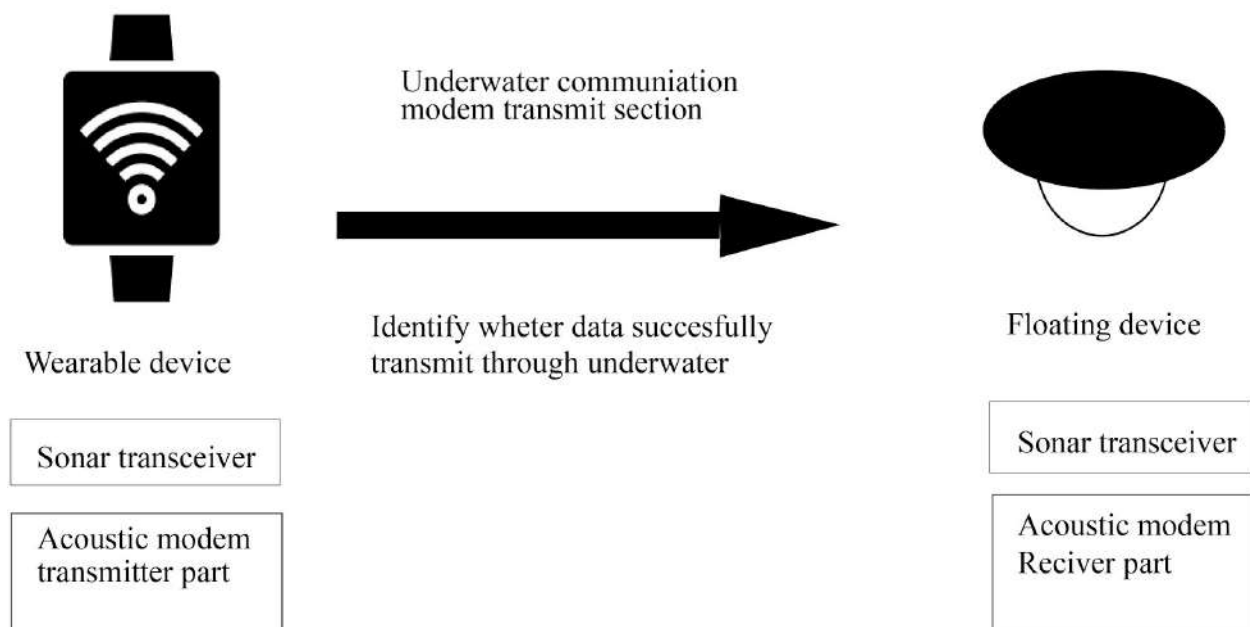 Underwater communiation
modem transmit section
Identify wheter data succesfully
transmit through underwater
Wearable device
Floating device
Sonar transceiver
Acoustic modem
transmitter part
Sonar transceiver
Acoustic modem
Reciver part